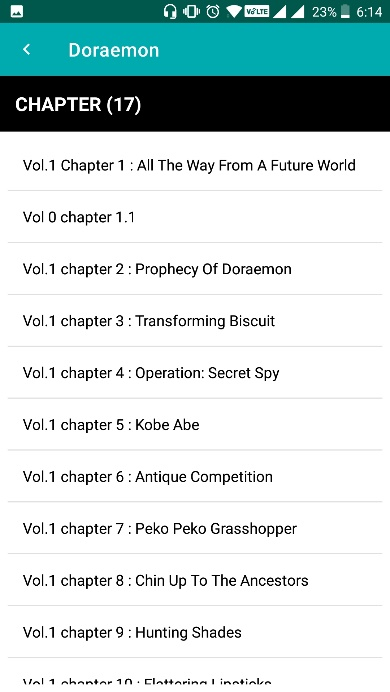 VoLTE 23% 6:14
Doraemon
CHAPTER (17)
Vol.1 Chapter 1 : All The Way From A Future World
Vol 0 chapter 1.1
Vol.1 chapter 2 : Prophecy Of Doraemon
Vol.1 chapter 3 : Transforming Biscuit
Vol.1 chapter 4 : Operation: Secret Spy
Vol.1 chapter 5 : Kobe Abe
Vol.1 chapter 6 : Antique Competition
Vol.1 chapter 7 : Peko Peko Grasshopper
Vol.1 chapter 8 : Chin Up To The Ancestors
Vol.1 chapter 9 : Hunting Shades
Vol.1 chapter 10 : Flattering Lipsticks